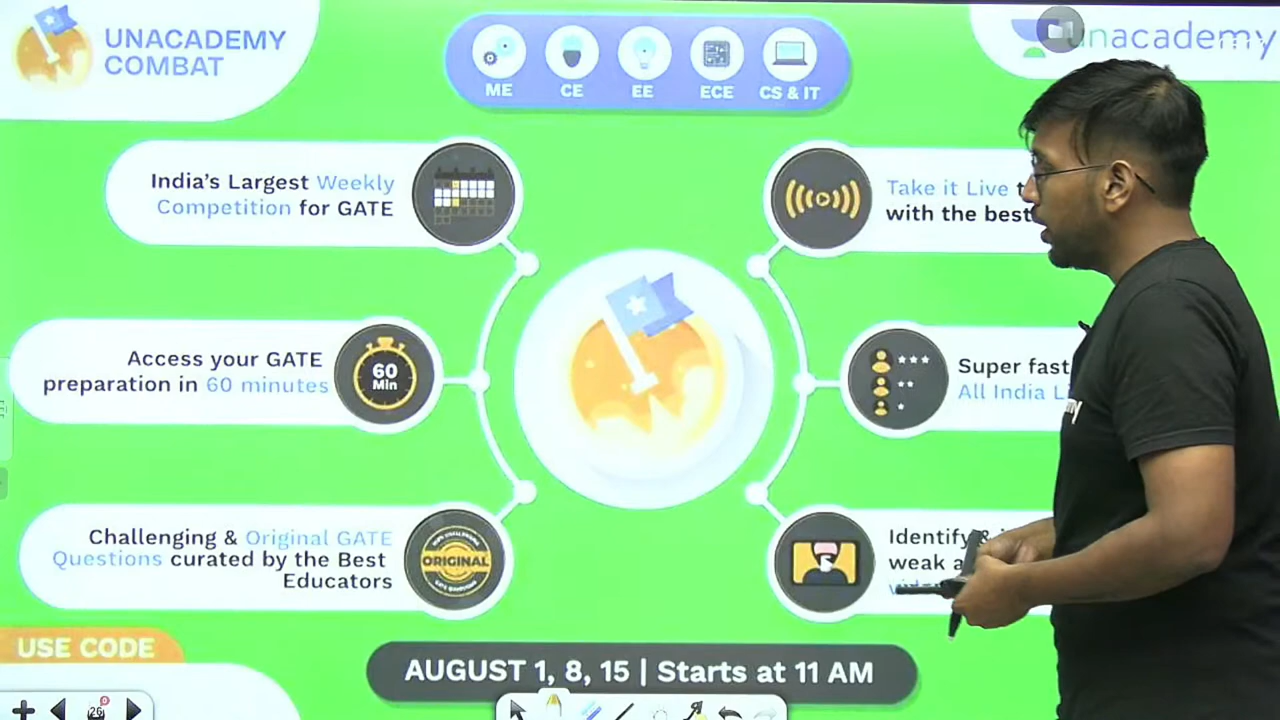 UNACADEMY
COMBAT
ME CE EE ECE CS & IT
unacademy
India's Largest Weekly
Competition for GATE
Take it Live
with the best
Access your GATE
preparation in 60 minutes
60
Min
Super fast
All India
Challenging & Original GATE
Questions curated by the Best
Educators
ORIGINAL
Identify &
weak
USE CODE
AUGUST 1, 8, 15 | Starts at 11 AM
26